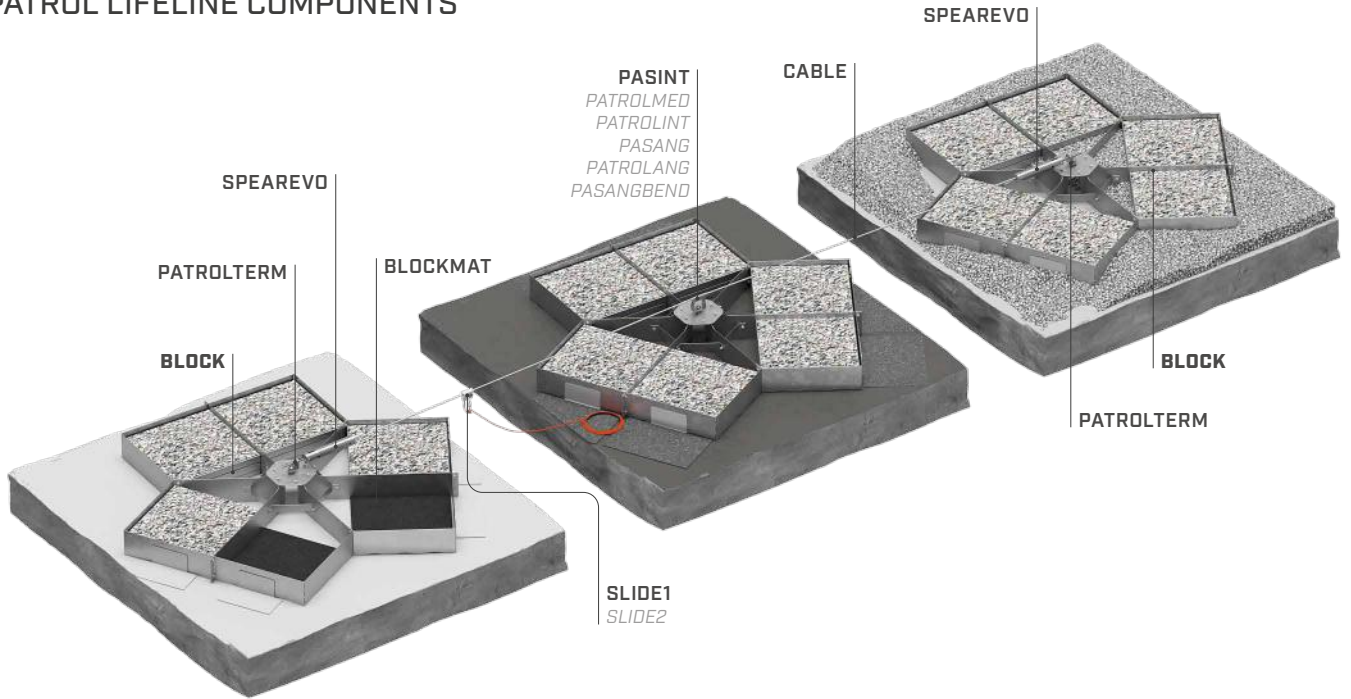 PATROL LIFELINE COMPONENTS
SPEAREVO
PASINT
PATROLMED
PATROLINT
PASANG
PATROLANG
PASANGBEND
CABLE
SPEAREVO
PATROLTERM
BLOCKMAT
BLOCK
BLOCK
PATROLTERM
SLIDE1
SLIDE2